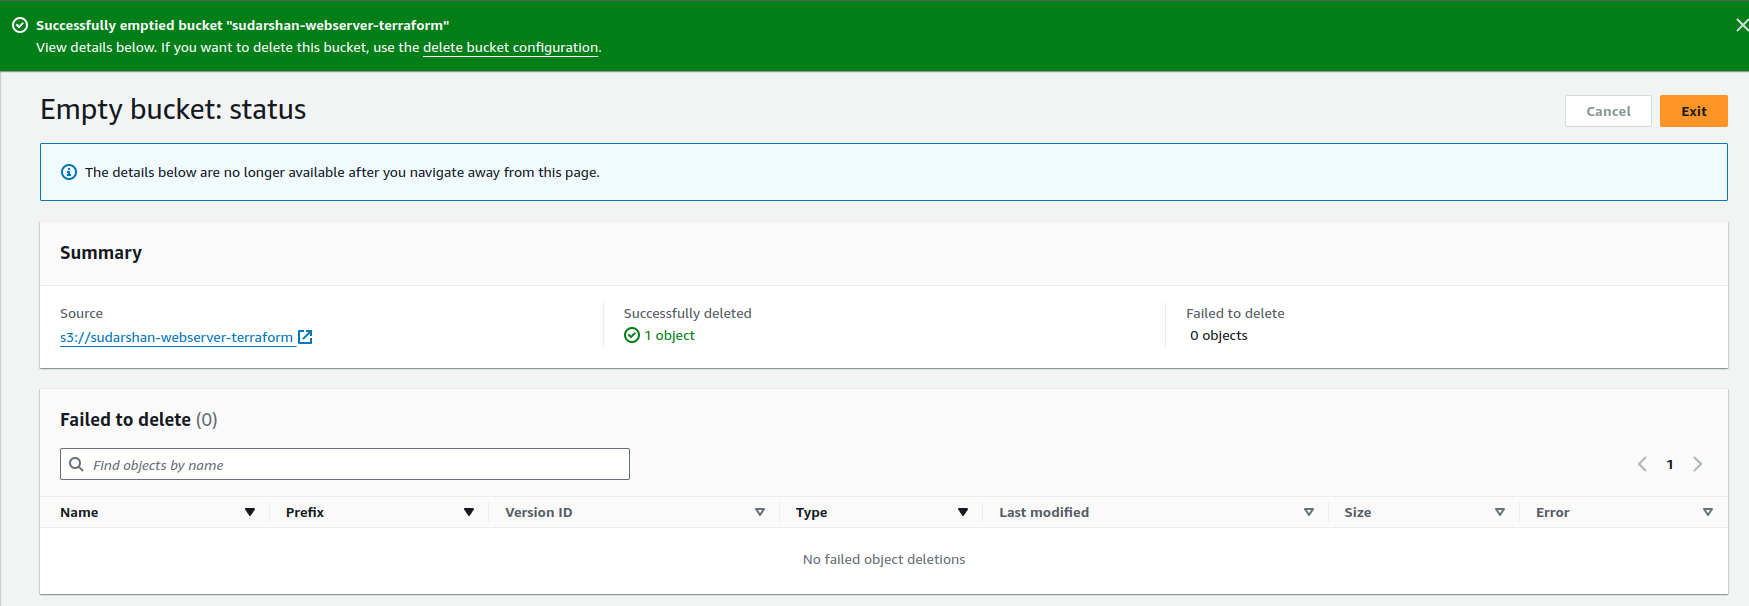 Successfully emptied bucket "sudarshan-webserver-terraform"
View details below. If you want to delete this bucket, use the delete bucket configuration.
Empty bucket: status
Cancel
Exit
The details below are no longer available after you navigate away from this page.
Summary
Source
s3://sudarshan-webserver-terraform
Successfully deleted
1 object
Failed to delete
0 objects
Failed to delete (0)
Find objects by name
1
Name Prefix Version ID Type Last modified Size Error
No failed object deletions